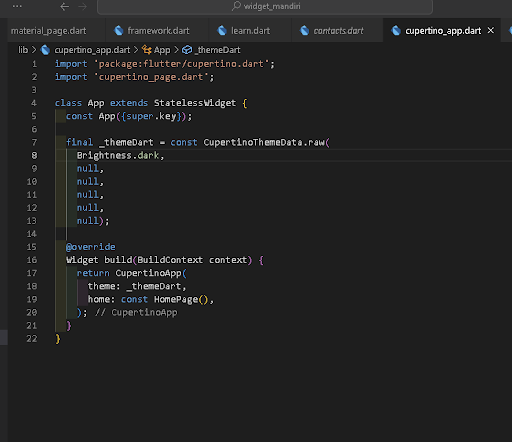 widget_mandiri
material_page.dart framework.dart learn.dart contacts.dart cupertino_app.dart
lib > cupertino_app.dart > App > _themeDart
1 import 'package:flutter/cupertino.dart';
2 import 'cupertino_page.dart';
3
4 class App extends StatelessWidget {
5 const App({super.key});
6
7 final _themeDart = const CupertinoThemeData.raw(
8 Brightness.dark,
9 null,
10 null,
11 null,
12 null,
13 null);
14
15 @override
16 Widget build(BuildContext context) {
17 return CupertinoApp(
18 theme: _themeDart,
19 home: const HomePage(),
20 ); // CupertinoApp
21 }
22 }